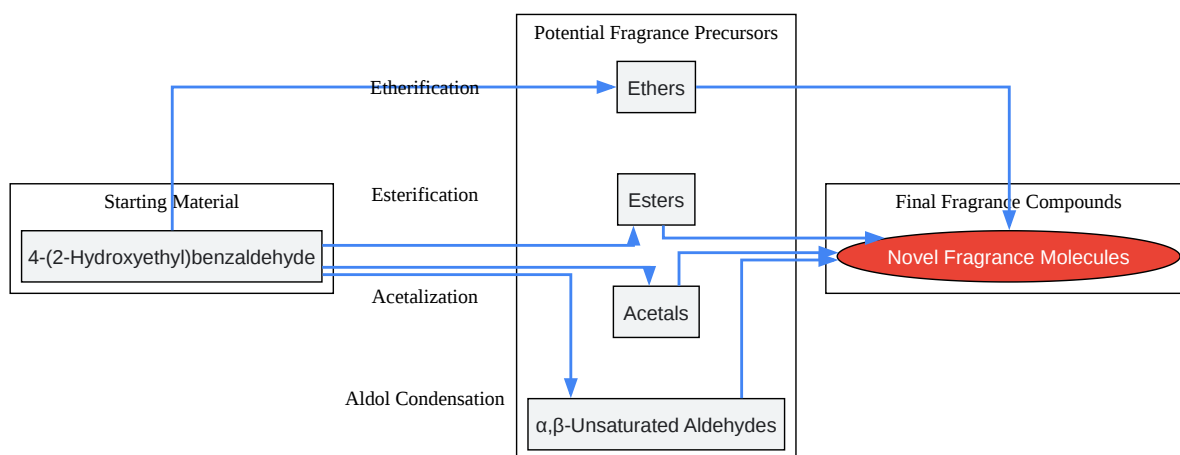 Potential Fragrance Precursors
Etherification
Ethers
Esterification
Esters
Starting Material
Final Fragrance Compounds
4-(2-Hydroxyethyl)benzaldehyde
Novel Fragrance Molecules
Acetalization
Acetals
Aldol Condensation
α,β-Unsaturated Aldehydes